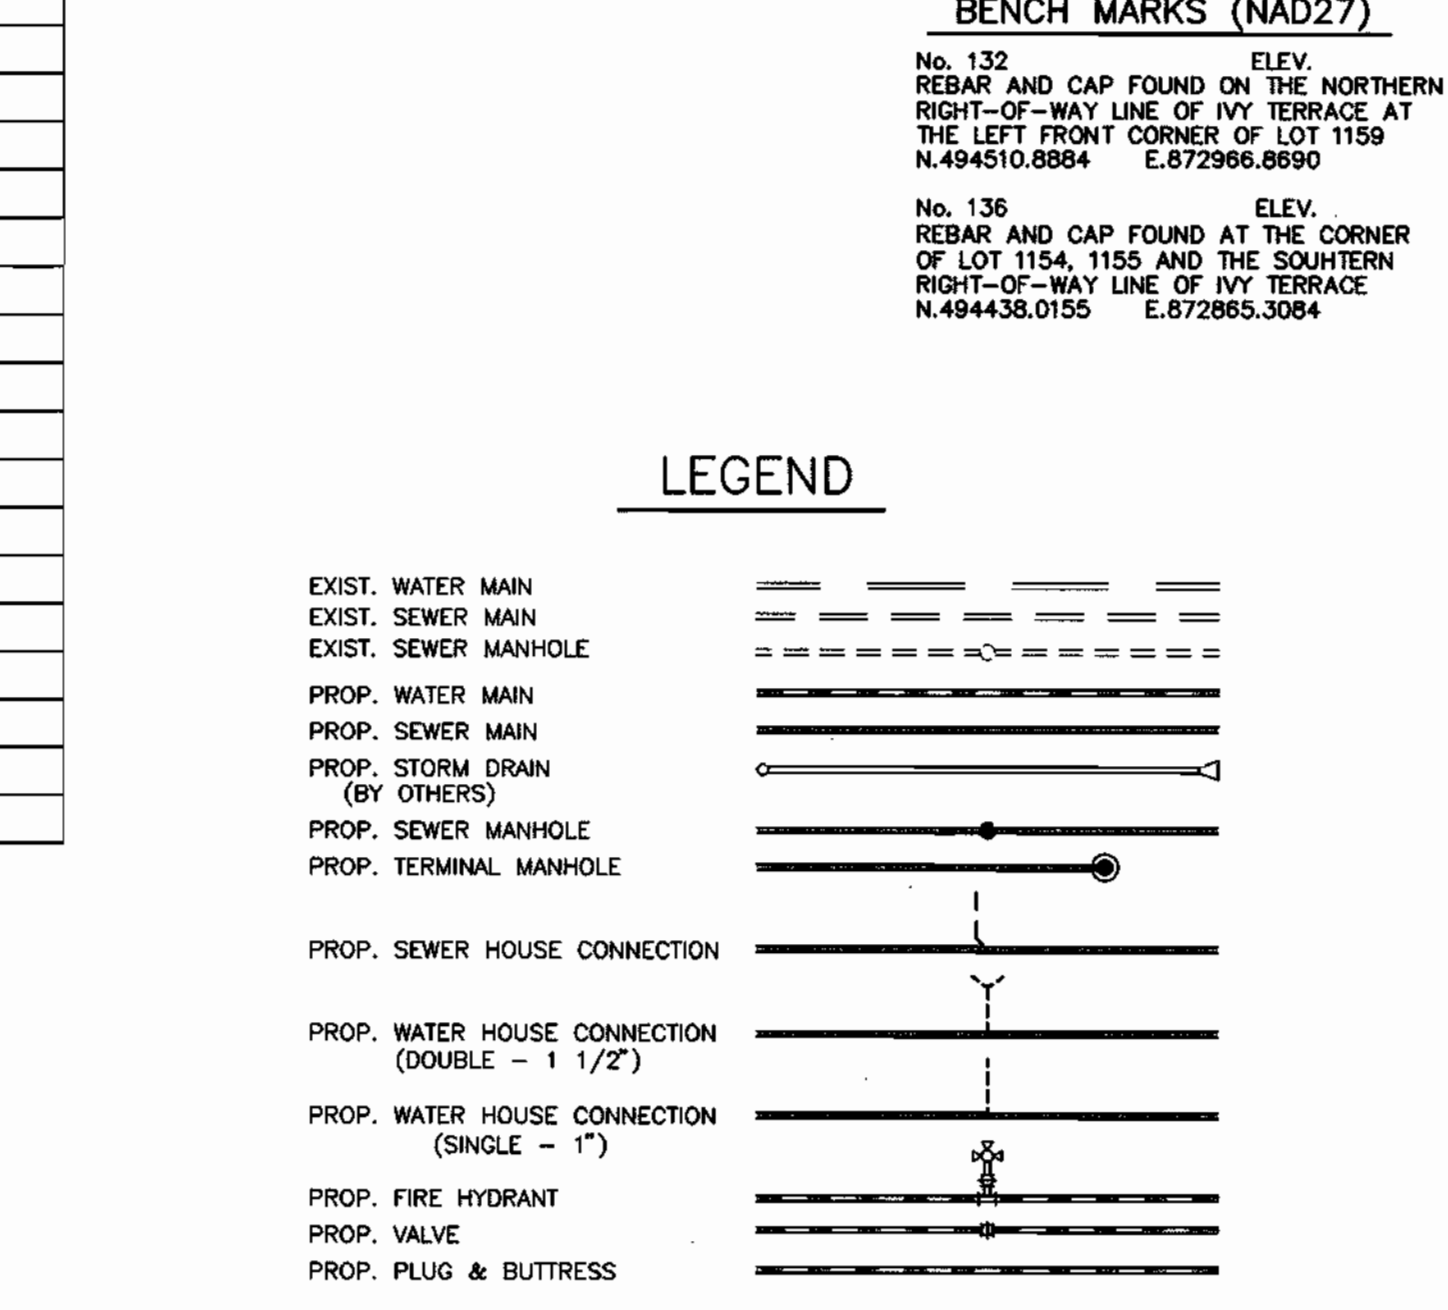 BENCH MARKS (NAD27)
No. 132 ELEV.
REBAR AND CAP FOUND ON THE NORTHERN
RIGHT-OF-WAY LINE OF IVY TERRACE AT
THE LEFT FRONT CORNER OF LOT 1159
N.494510.8884 E.872966.8690
No. 136 ELEV.
REBAR AND CAP FOUND AT THE CORNER
OF LOT 1154, 1155 AND THE SOUHTERN
RIGHT-OF-WAY LINE OF IVY TERRACE
N.494438.0155 E.872865.3084
LEGEND
EXIST. WATER MAIN
EXIST. SEWER MAIN
EXIST. SEWER MANHOLE
PROP. WATER MAIN
PROP. SEWER MAIN
PROP. STORM DRAIN
(BY OTHERS)
PROP. SEWER MANHOLE
PROP. TERMINAL MANHOLE
PROP. SEWER HOUSE CONNECTION
PROP. WATER HOUSE CONNECTION
(DOUBLE - 1 1/2")
PROP. WATER HOUSE CONNECTION
(SINGLE - 1")
PROP. FIRE HYDRANT
PROP. VALVE
PROP. PLUG & BUTTRESS